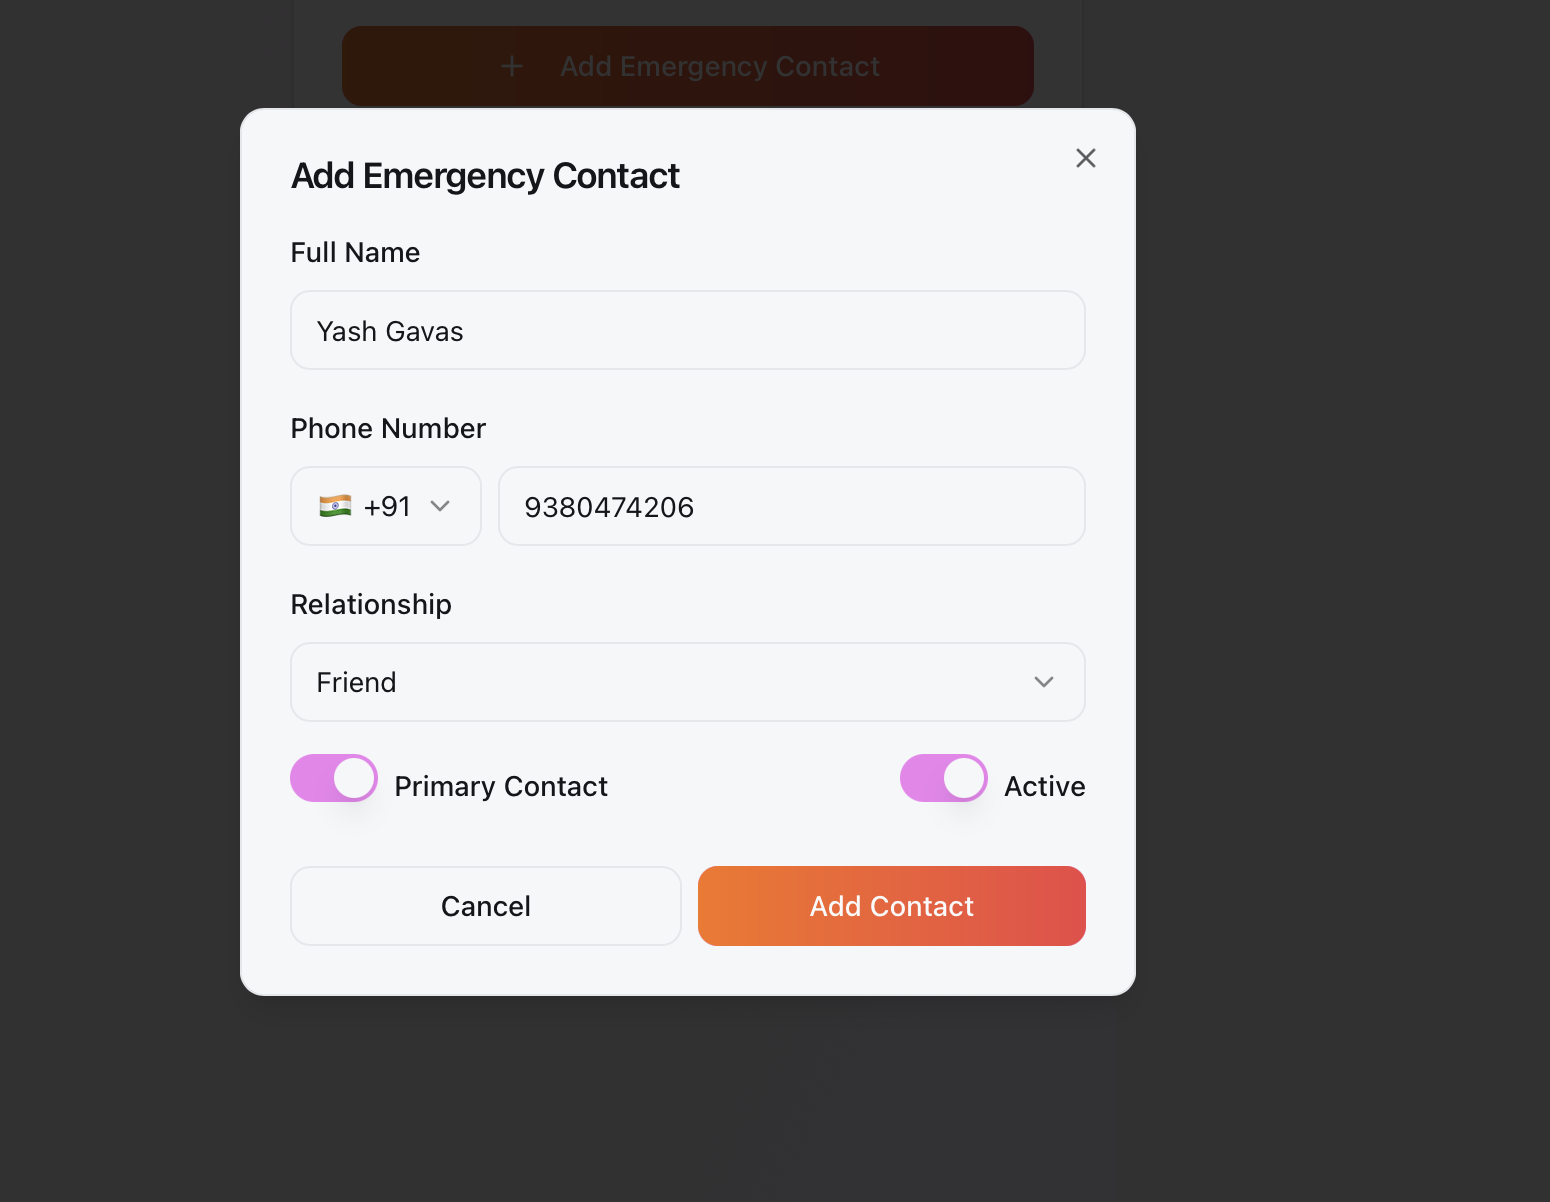 Add Emergency Contact
Add Emergency Contact
Full Name
Yash Gavas
Phone Number
+91
9380474206
Relationship
Friend
Primary Contact
Active
Cancel
Add Contact